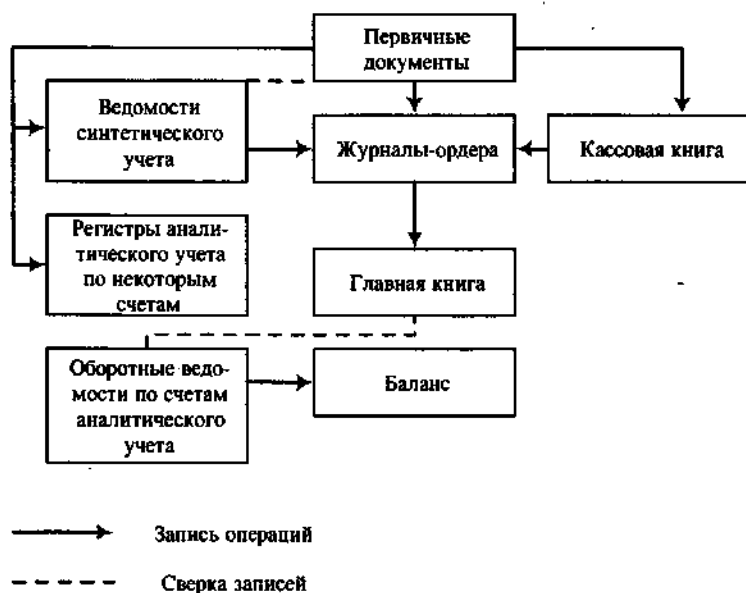 Первичные
документы
Ведомости
синтетического
учета
Журналы-ордера
Кассовая книга
Регистры анали-
тического учета
по некоторым
счетам
Главная книга
Оборотные ведо-
мости по счетам
аналитического
учета
Баланс
Запись операций
Сверка записей